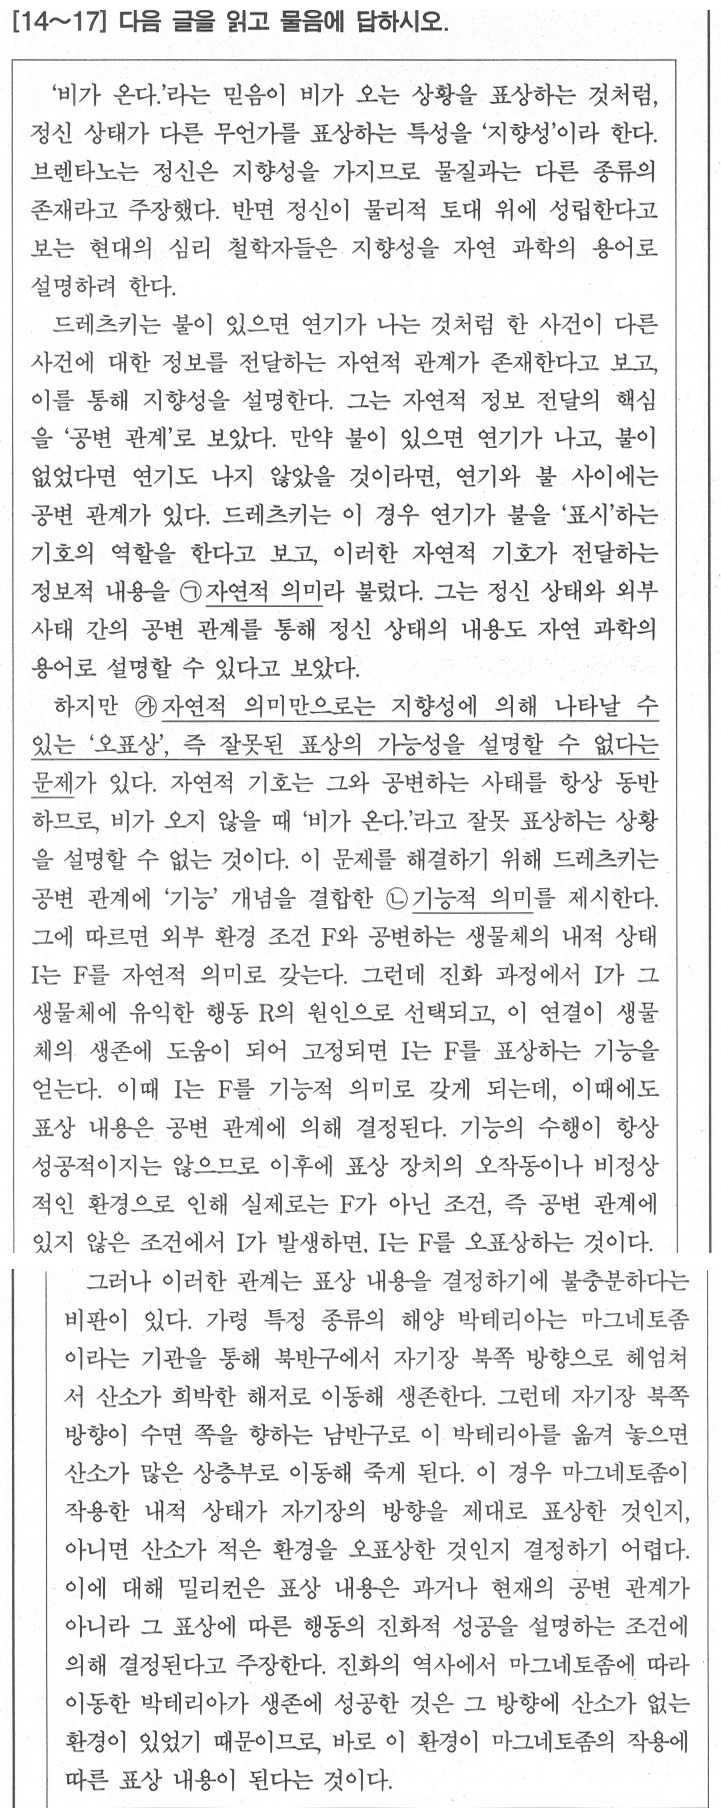 [14～17] 다음 글을 읽고 물음에 답하시오.
‘비가 온다.’라는 믿음이 비가 오는 상황을 표상하는 것처럼,
정신 상태가 다른 무언가를 표상하는 특성을 ‘지향성’이라 한다.
브렌타노는 정신은 지향성을 가지므로 물질과는 다른 종류의
존재라고 주장했다. 반면 정신이 물리적 토대 위에 성립한다고
보는 현대의 심리 철학자들은 지향성을 자연 과학의 용어로
설명하려 한다.
드레츠키는 불이 있으면 연기가 나는 것처럼 한 사건이 다른
사건에 대한 정보를 전달하는 자연적 관계가 존재한다고 보고,
이를 통해 지향성을 설명한다. 그는 자연적 정보 전달의 핵심
을 ‘공변 관계’로 보았다. 만약 불이 있으면 연기가 나고, 불이
없었다면 연기도 나지 않았을 것이라면, 연기와 불 사이에는
공변 관계가 있다. 드레츠키는 이 경우 연기가 불을 ‘표시’하는
기호의 역할을 한다고 보고, 이러한 자연적 기호가 전달하는
정보적 내용을 ㉠자연적 의미라 불렀다. 그는 정신 상태와 외부
사태 간의 공변 관계를 통해 정신 상태의 내용도 자연 과학의
용어로 설명할 수 있다고 보았다.
하지만 ㉮자연적 의미만으로는 지향성에 의해 나타날 수
있는 ‘오표상’, 즉 잘못된 표상의 가능성을 설명할 수 없다는
문제가 있다. 자연적 기호는 그와 공변하는 사태를 항상 동반
하므로, 비가 오지 않을 때 ‘비가 온다.’라고 잘못 표상하는 상황
을 설명할 수 없는 것이다. 이 문제를 해결하기 위해 드레츠키는
공변 관계에 ‘기능’ 개념을 결합한 ㉡기능적 의미를 제시한다.
그에 따르면 외부 환경 조건 F와 공변하는 생물체의 내적 상태
I는 F를 자연적 의미로 갖는다. 그런데 진화 과정에서 I가 그
생물체에 유익한 행동 R의 원인으로 선택되고, 이 연결이 생물
체의 생존에 도움이 되어 고정되면 I는 F를 표상하는 기능을
얻는다. 이때 I는 F를 기능적 의미로 갖게 되는데, 이때에도
표상 내용은 공변 관계에 의해 결정된다. 기능의 수행이 항상
성공적이지는 않으므로 이후에 표상 장치의 오작동이나 비정상
적인 환경으로 인해 실제로는 F가 아닌 조건, 즉 공변 관계에
있지 않은 조건에서 I가 발생하면, I는 F를 오표상하는 것이다.
그러나 이러한 관계는 표상 내용을 결정하기에 불충분하다는
비판이 있다. 가령 특정 종류의 해양 박테리아는 마그네토좀
이라는 기관을 통해 북반구에서 자기장 북쪽 방향으로 헤엄쳐
서 산소가 희박한 해저로 이동해 생존한다. 그런데 자기장 북쪽
방향이 수면 쪽을 향하는 남반구로 이 박테리아를 옮겨 놓으면
산소가 많은 상층부로 이동해 죽게 된다. 이 경우 마그네토좀이
작용한 내적 상태가 자기장의 방향을 제대로 표상한 것인지,
아니면 산소가 적은 환경을 오표상한 것인지 결정하기 어렵다.
이에 대해 밀리컨은 표상 내용은 과거나 현재의 공변 관계가
아니라 그 표상에 따른 행동의 진화적 성공을 설명하는 조건에
의해 결정된다고 주장한다. 진화의 역사에서 마그네토좀에 따라
이동한 박테리아가 생존에 성공한 것은 그 방향에 산소가 없는
환경이 있었기 때문이므로, 바로 이 환경이 마그네토좀의 작용에
따른 표상 내용이 된다는 것이다.